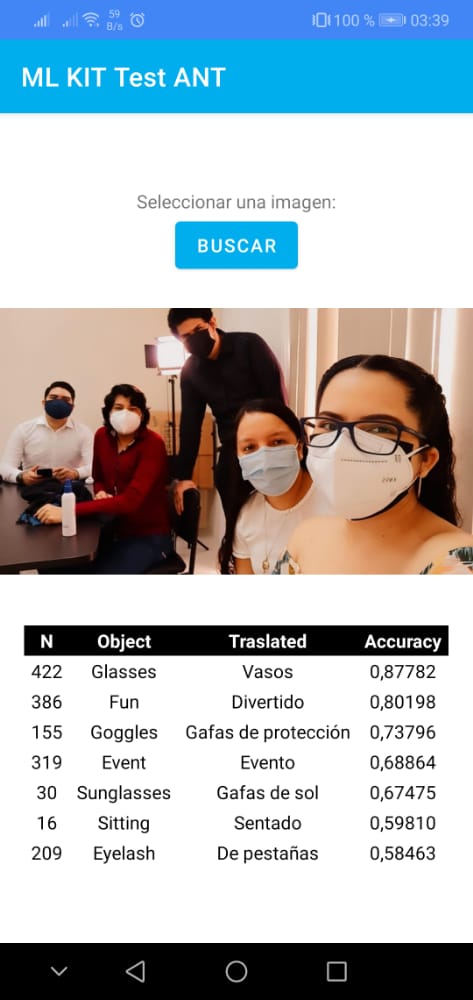 59
B/s
100 %
03:39
ML KIT Test ANT
Seleccionar una imagen:
BUSCAR
N Object Traslated Accuracy
422 Glasses Vasos 0,87782
386 Fun Divertido 0,80198
155 Goggles Gafas de protección 0,73796
319 Event Evento 0,68864
30 Sunglasses Gafas de sol 0,67475
16 Sitting Sentado 0,59810
209 Eyelash De pestañas 0,58463